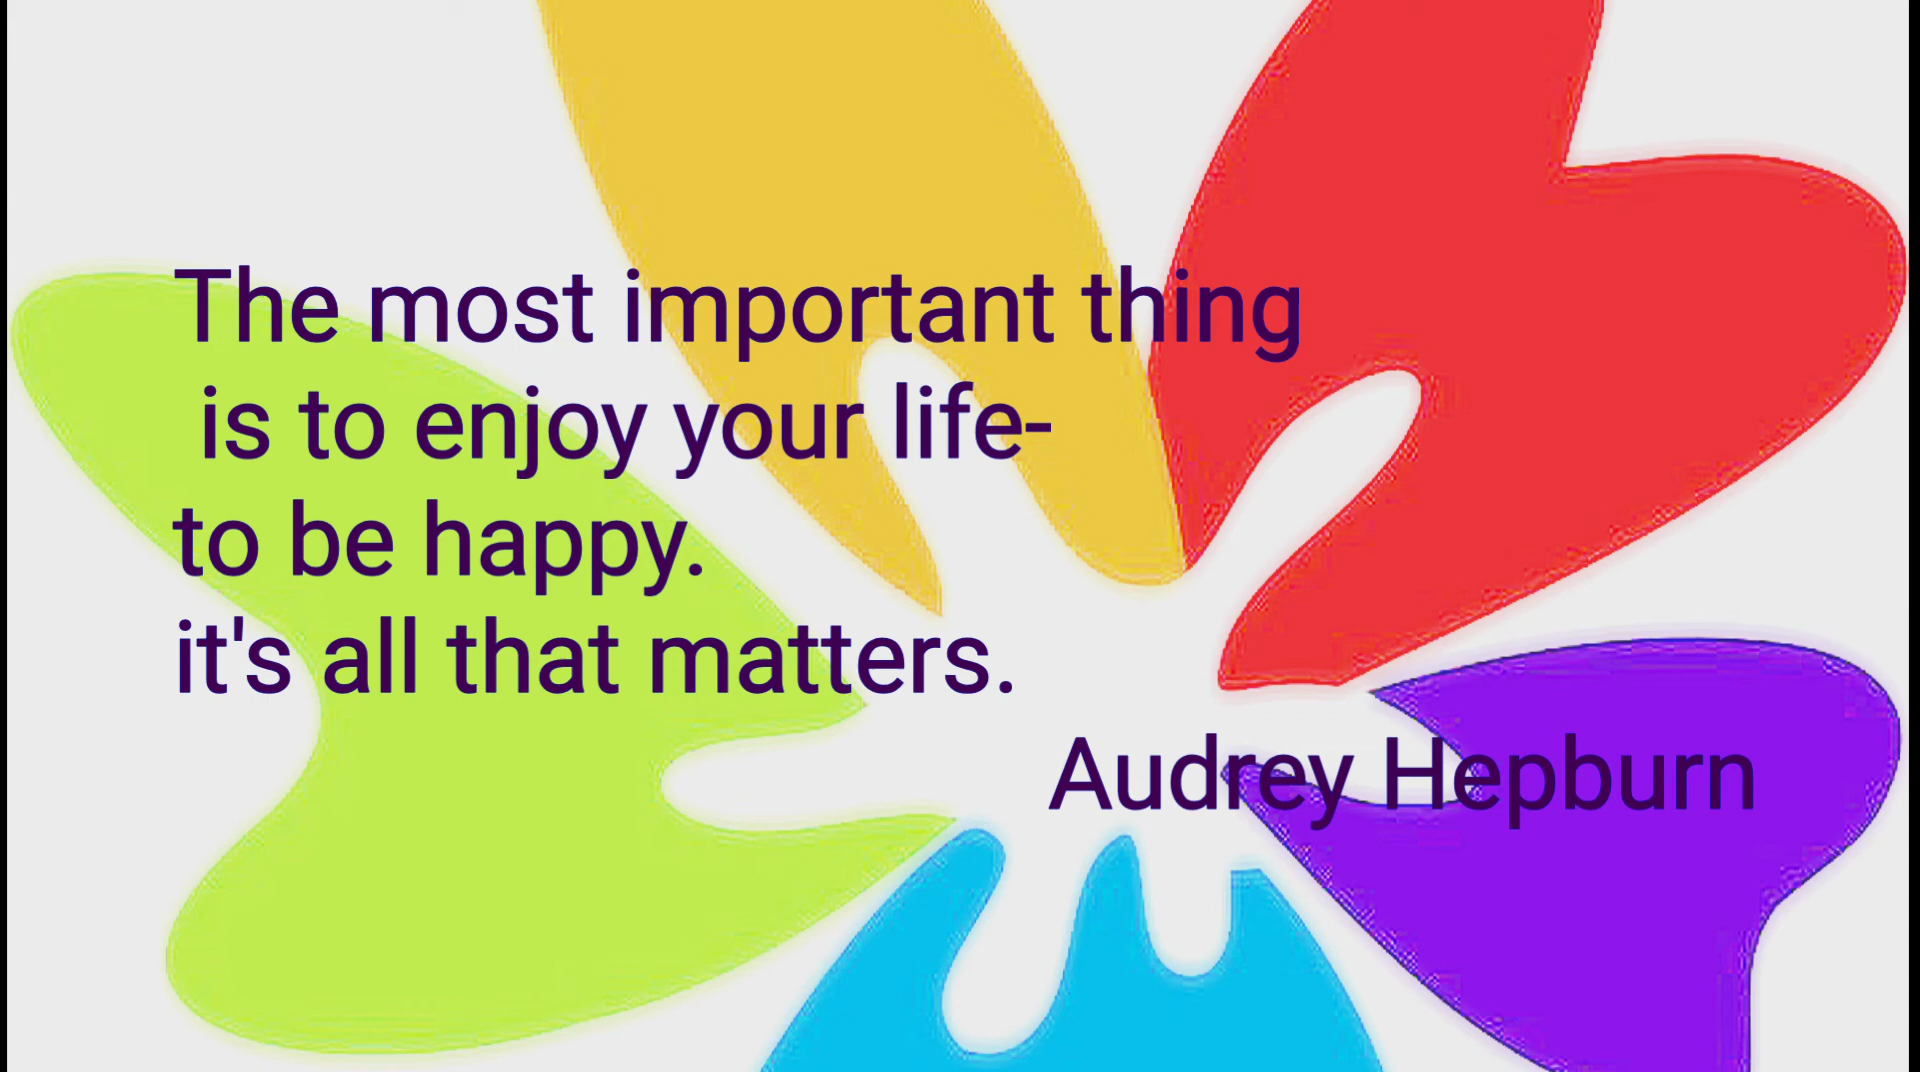 The most important thing
is to enjoy your life-
to be happy.
it's all that matters.
Audrey Hepburn